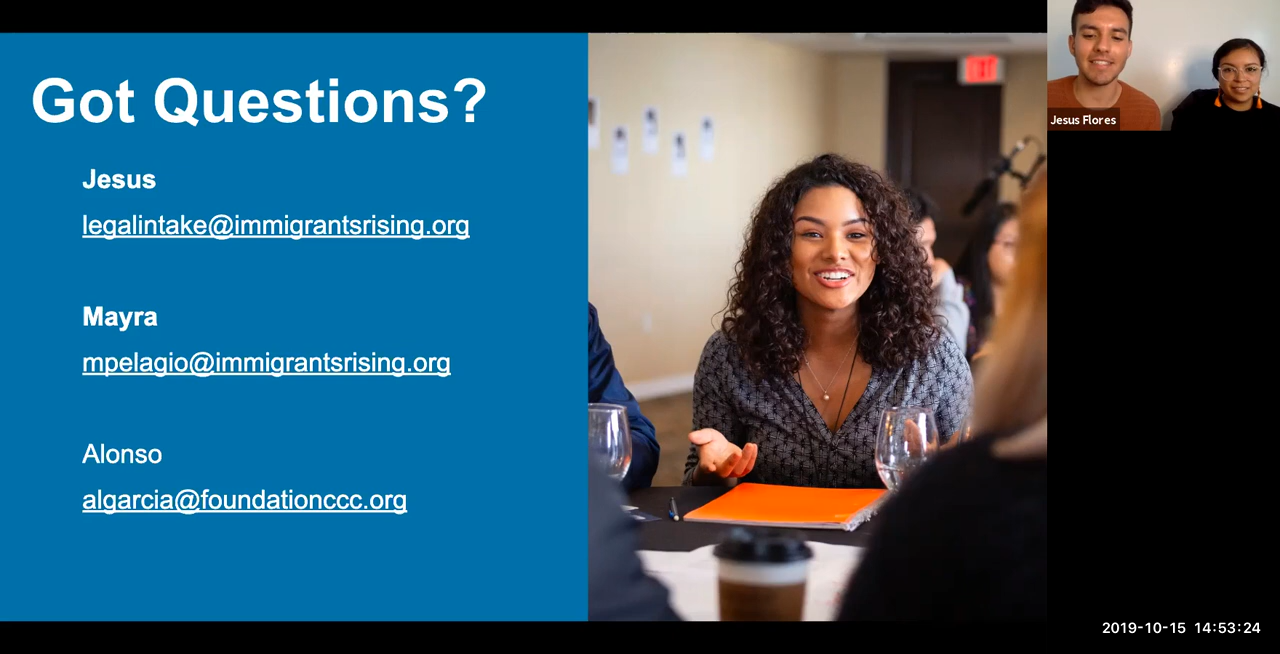 Got Questions?
Jesus
legalintake@immigrantsrising.org
Mayra
mpelagio@immigrantsrising.org
Alonso
algarcia@foundationccc.org
Jesus Flores
2019-10-15 14:53:24